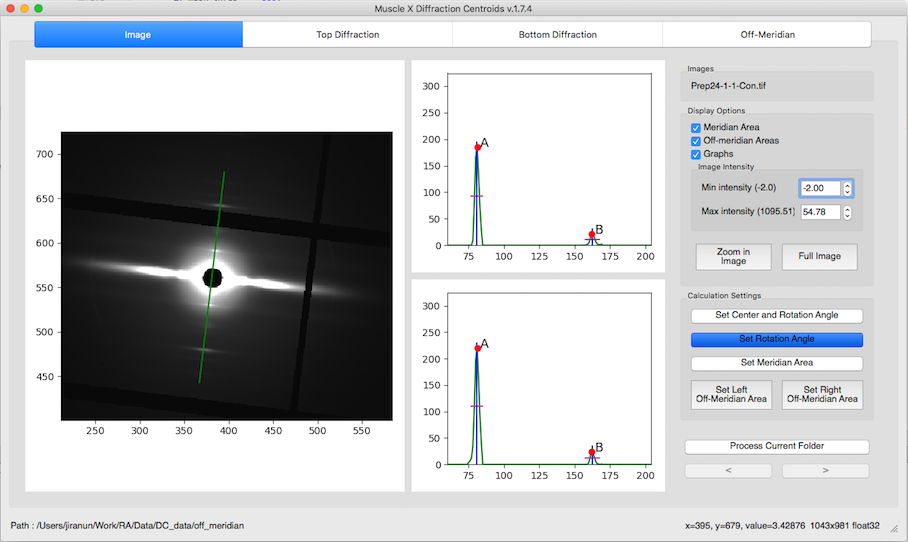 Muscle X Diffraction Centroids v.1.7.4
Image
Top Diffraction
Bottom Diffraction
Off-Meridian
700
650
600
550
500
450
250
300
350
400
450
500
550
300
250
200
150
100
50
0
A
B
75
100
125
150
175
200
300
250
200
150
100
50
0
A
B
75
100
125
150
175
200
Images
Prep24-1-1-Con.tif
Display Options
Meridian Area
Off-meridian Areas
Graphs
Image Intensity
Min intensity (-2.0)
-2.00
Max intensity (1095.51)
54.78
Zoom in
Image
Full Image
Calculation Settings
Set Center and Rotation Angle
Set Rotation Angle
Set Meridian Area
Set Left
Off-Meridian Area
Set Right
Off-Meridian Area
Process Current Folder
<
>
Path : /Users/jiranun/Work/RA/Data/DC_data/off_meridian
x=395, y=679, value=3.42876 1043x981 float32